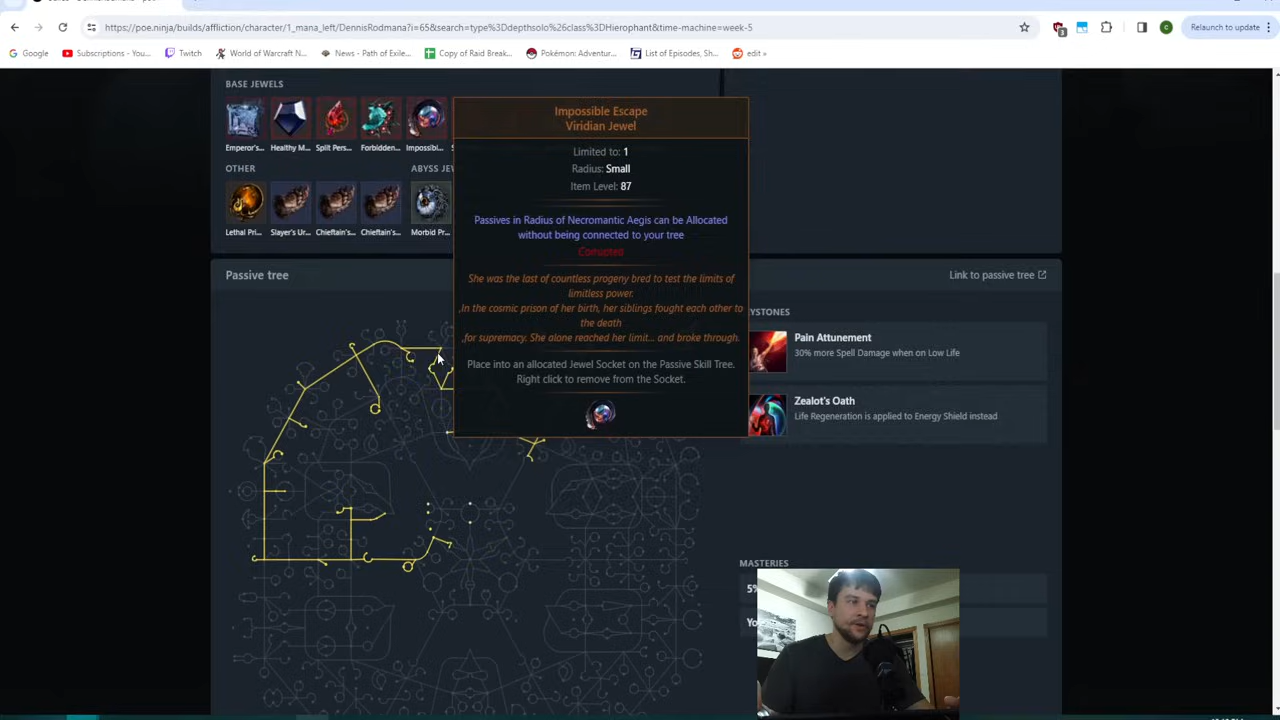 https://poe.ninja/builds/affliction/character/1_mana_left/DennisRodmana?i=65&search=type%3Ddepthsolo%26class%3DHierophant&time-machine=week-5
Relaunch to update
Google
Subscriptions - You...
Twitch
World of Warcraft N...
News - Path of Exile...
Copy of Raid Break...
Pokémon: Adventur...
List of Episodes, Sh...
edit »
BASE JEWELS
Emperor's...
Healthy M...
Split Pers...
Forbidden...
Impossibl...
OTHER
ABYSS JE
Lethal Pri...
Slayer's Ur...
Chieftain's...
Chieftain's...
Morbid Pr...
Impossible Escape
Viridian Jewel
Limited to: 1
Radius: Small
Item Level: 87
Passives in Radius of Necromantic Aegis can be Allocated
without being connected to your tree
Corrupted
She was the last of countless progeny bred to test the limits of
limitless power.
,In the cosmic prison of her birth, her siblings fought each other to
the death
,for supremacy. She alone reached her limit... and broke through.
Place into an allocated Jewel Socket on the Passive Skill Tree.
Right click to remove from the Socket.
Passive tree
Link to passive tree
YSTONES
Pain Attunement
30% more Spell Damage when on Low Life
Zealot's Oath
Life Regeneration is applied to Energy Shield instead
MASTERIES
5%
You